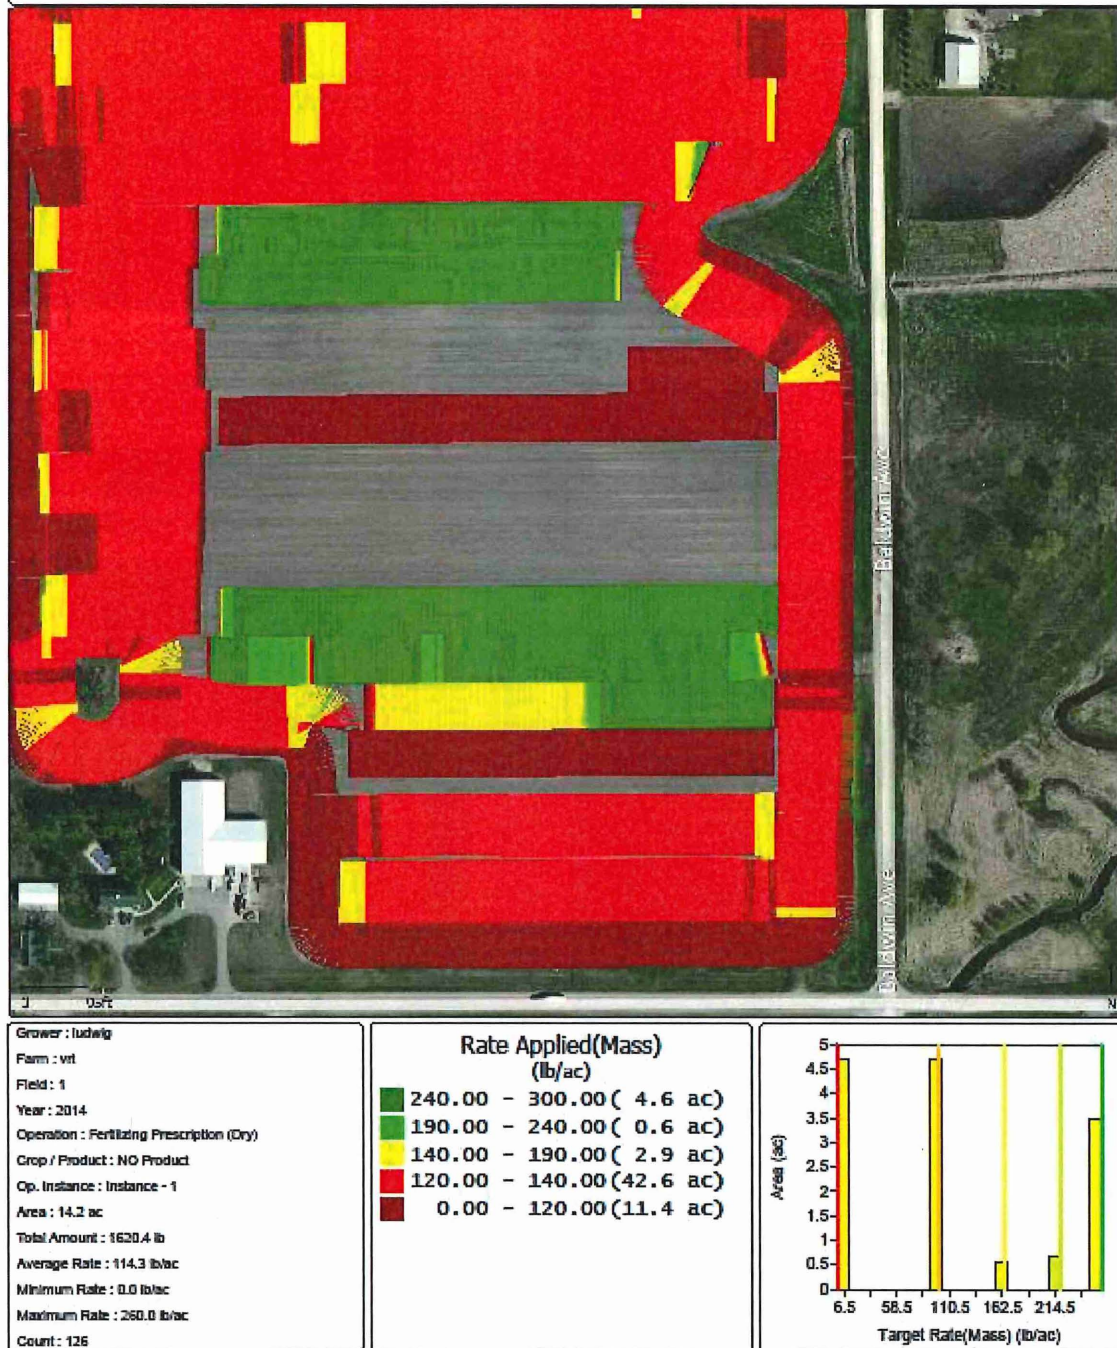 Baldwin Ave
Baldwin Ave
Grower : ludwig
Farm : vrt
Field : 1
Year : 2014
Operation : Fertilizing Prescription (Dry)
Crop / Product : NO Product
Op. Instance : Instance - 1
Area : 14.2 ac
Total Amount : 1620.4 lb
Average Rate : 114.3 lb/ac
Minimum Rate : 0.0 lb/ac
Maximum Rate : 260.0 lb/ac
Count : 126
Rate Applied(Mass)
(lb/ac)
240.00 - 300.00( 4.6 ac)
190.00 - 240.00( 0.6 ac)
140.00 - 190.00( 2.9 ac)
120.00 - 140.00(42.6 ac)
0.00 - 120.00(11.4 ac)
5
4.5
4
3.5
3
2.5
2
1.5
1
0.5
0
Area (ac)
6.5 58.5 110.5 162.5 214.5
Target Rate(Mass) (lb/ac)